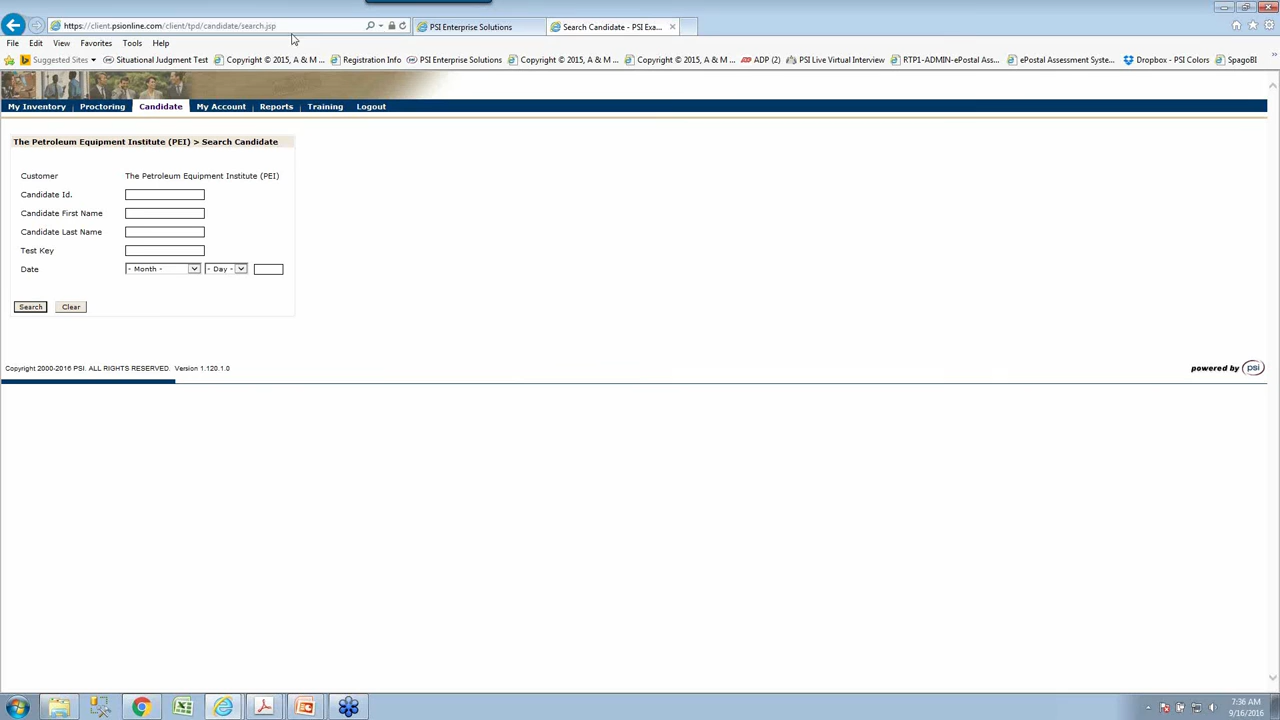 https://client.psionline.com/client/tpd/candidate/search.jsp
PSI Enterprise Solutions
Search Candidate - PSI Exa...
File Edit View Favorites Tools Help
Suggested Sites
Situational Judgment Test
Copyright © 2015, A & M ...
Registration Info
PSI Enterprise Solutions
Copyright © 2015, A & M ...
Copyright © 2015, A & M ...
ADP (2)
PSI Live Virtual Interview
RTP1-ADMIN-ePostal Ass...
ePostal Assessment Syste...
Dropbox - PSI Colors
SpagoBI
My Inventory Proctoring Candidate My Account Reports Training Logout
The Petroleum Equipment Institute (PEI) > Search Candidate
Customer The Petroleum Equipment Institute (PEI)
Candidate Id.
Candidate First Name
Candidate Last Name
Test Key
Date - Month - - Day -
Search Clear
Copyright 2000-2016 PSI. ALL RIGHTS RESERVED. Version 1.120.1.0
powered by psi
7:36 AM
9/16/2016